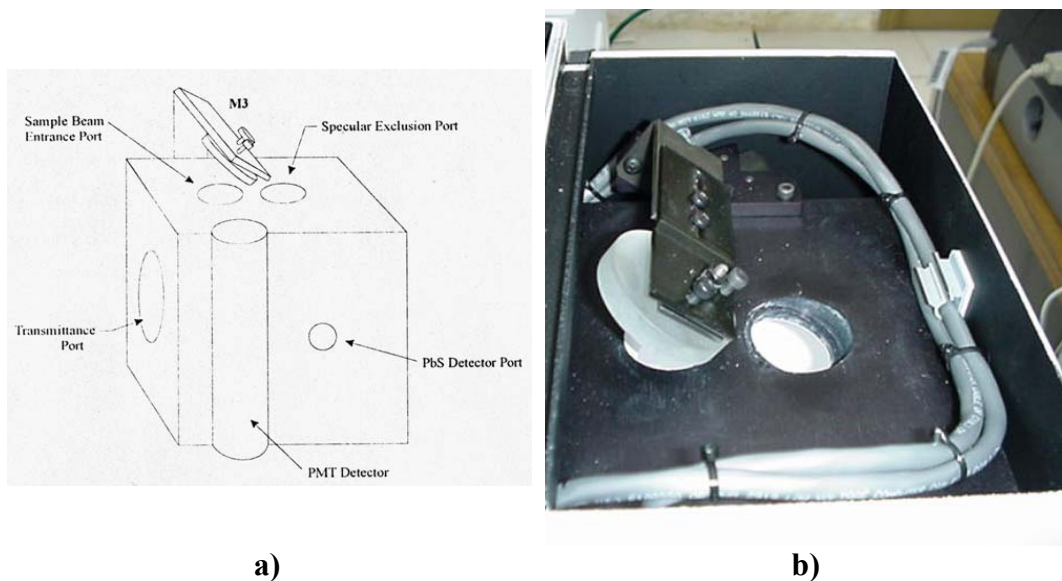 M3
Sample Beam
Entrance Port
Specular Exclusion Port
Transmittance
Port
PbS Detector Port
PMT Detector
a)
b)